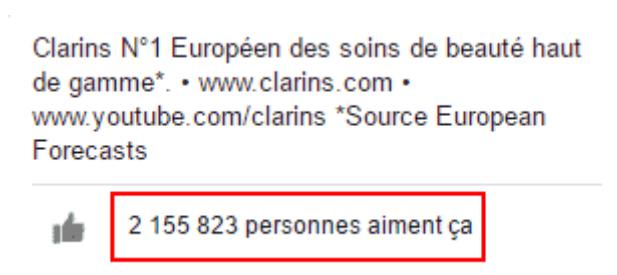 Clarins N°1 Européen des soins de beauté haut
de gamme*. • www.clarins.com •
www.youtube.com/clarins *Source European
Forecasts
2 155 823 personnes aiment ça